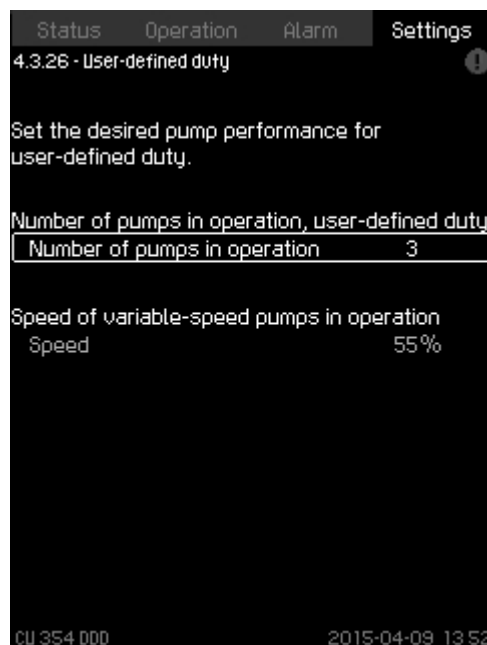 Status Operation Alarm Settings
4.3.26 - User-defined duty
Set the desired pump performance for
user-defined duty.
Number of pumps in operation, user-defined duty
Number of pumps in operation 3
Speed of variable-speed pumps in operation
Speed 55%
CU 354 DDD 2015-04-09 13:52